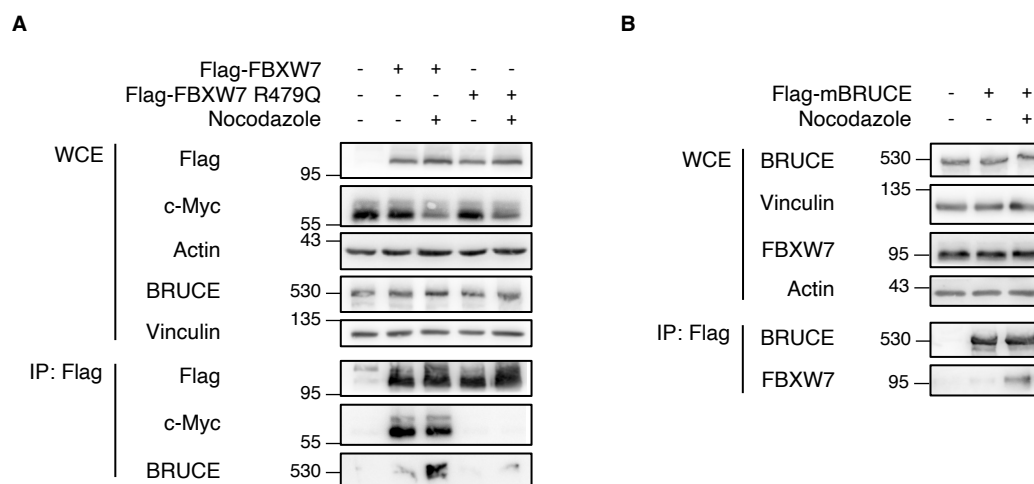 A
Flag-FBXW7 - + + - -
Flag-FBXW7 R479Q - - - + +
Nocodazole - - + - +
WCE
Flag
95
c-Myc
55
Actin
43
BRUCE
530
Vinculin
135
IP: Flag
Flag
95
c-Myc
55
BRUCE
530
B
Flag-mBRUCE - + +
Nocodazole - - +
WCE
BRUCE
530
Vinculin
135
FBXW7
95
Actin
43
IP: Flag
BRUCE
530
FBXW7
95